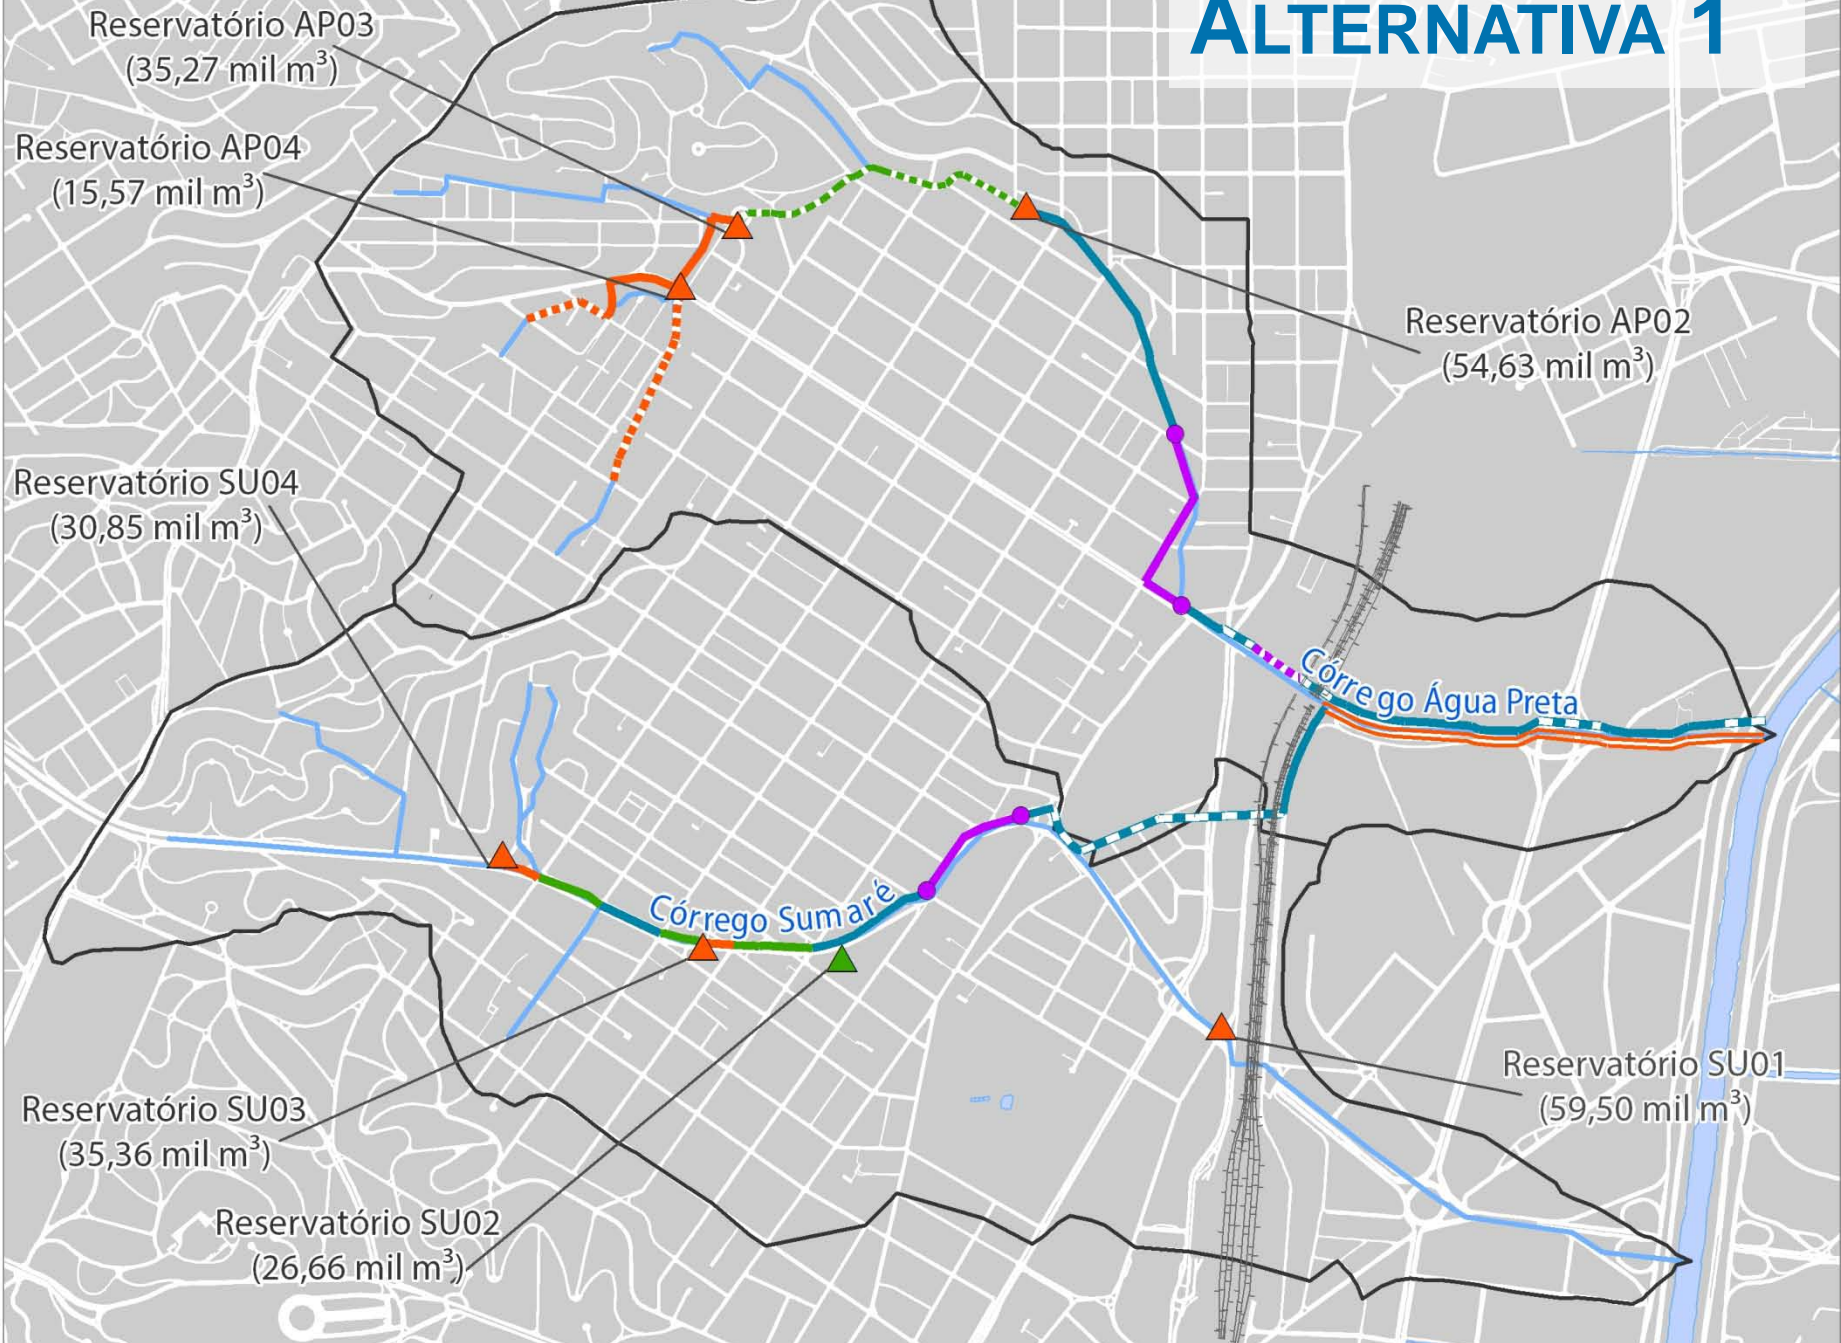 ALTERNATIVA 1
Reservatório AP03
(35,27 mil m³)
Reservatório AP04
(15,57 mil m³)
Reservatório AP02
(54,63 mil m³)
Reservatório SU04
(30,85 mil m³)
Córrego Água Preta
Córrego Sumaré
Reservatório SU01
(59,50 mil m³)
Reservatório SU03
(35,36 mil m³)
Reservatório SU02
(26,66 mil m³)